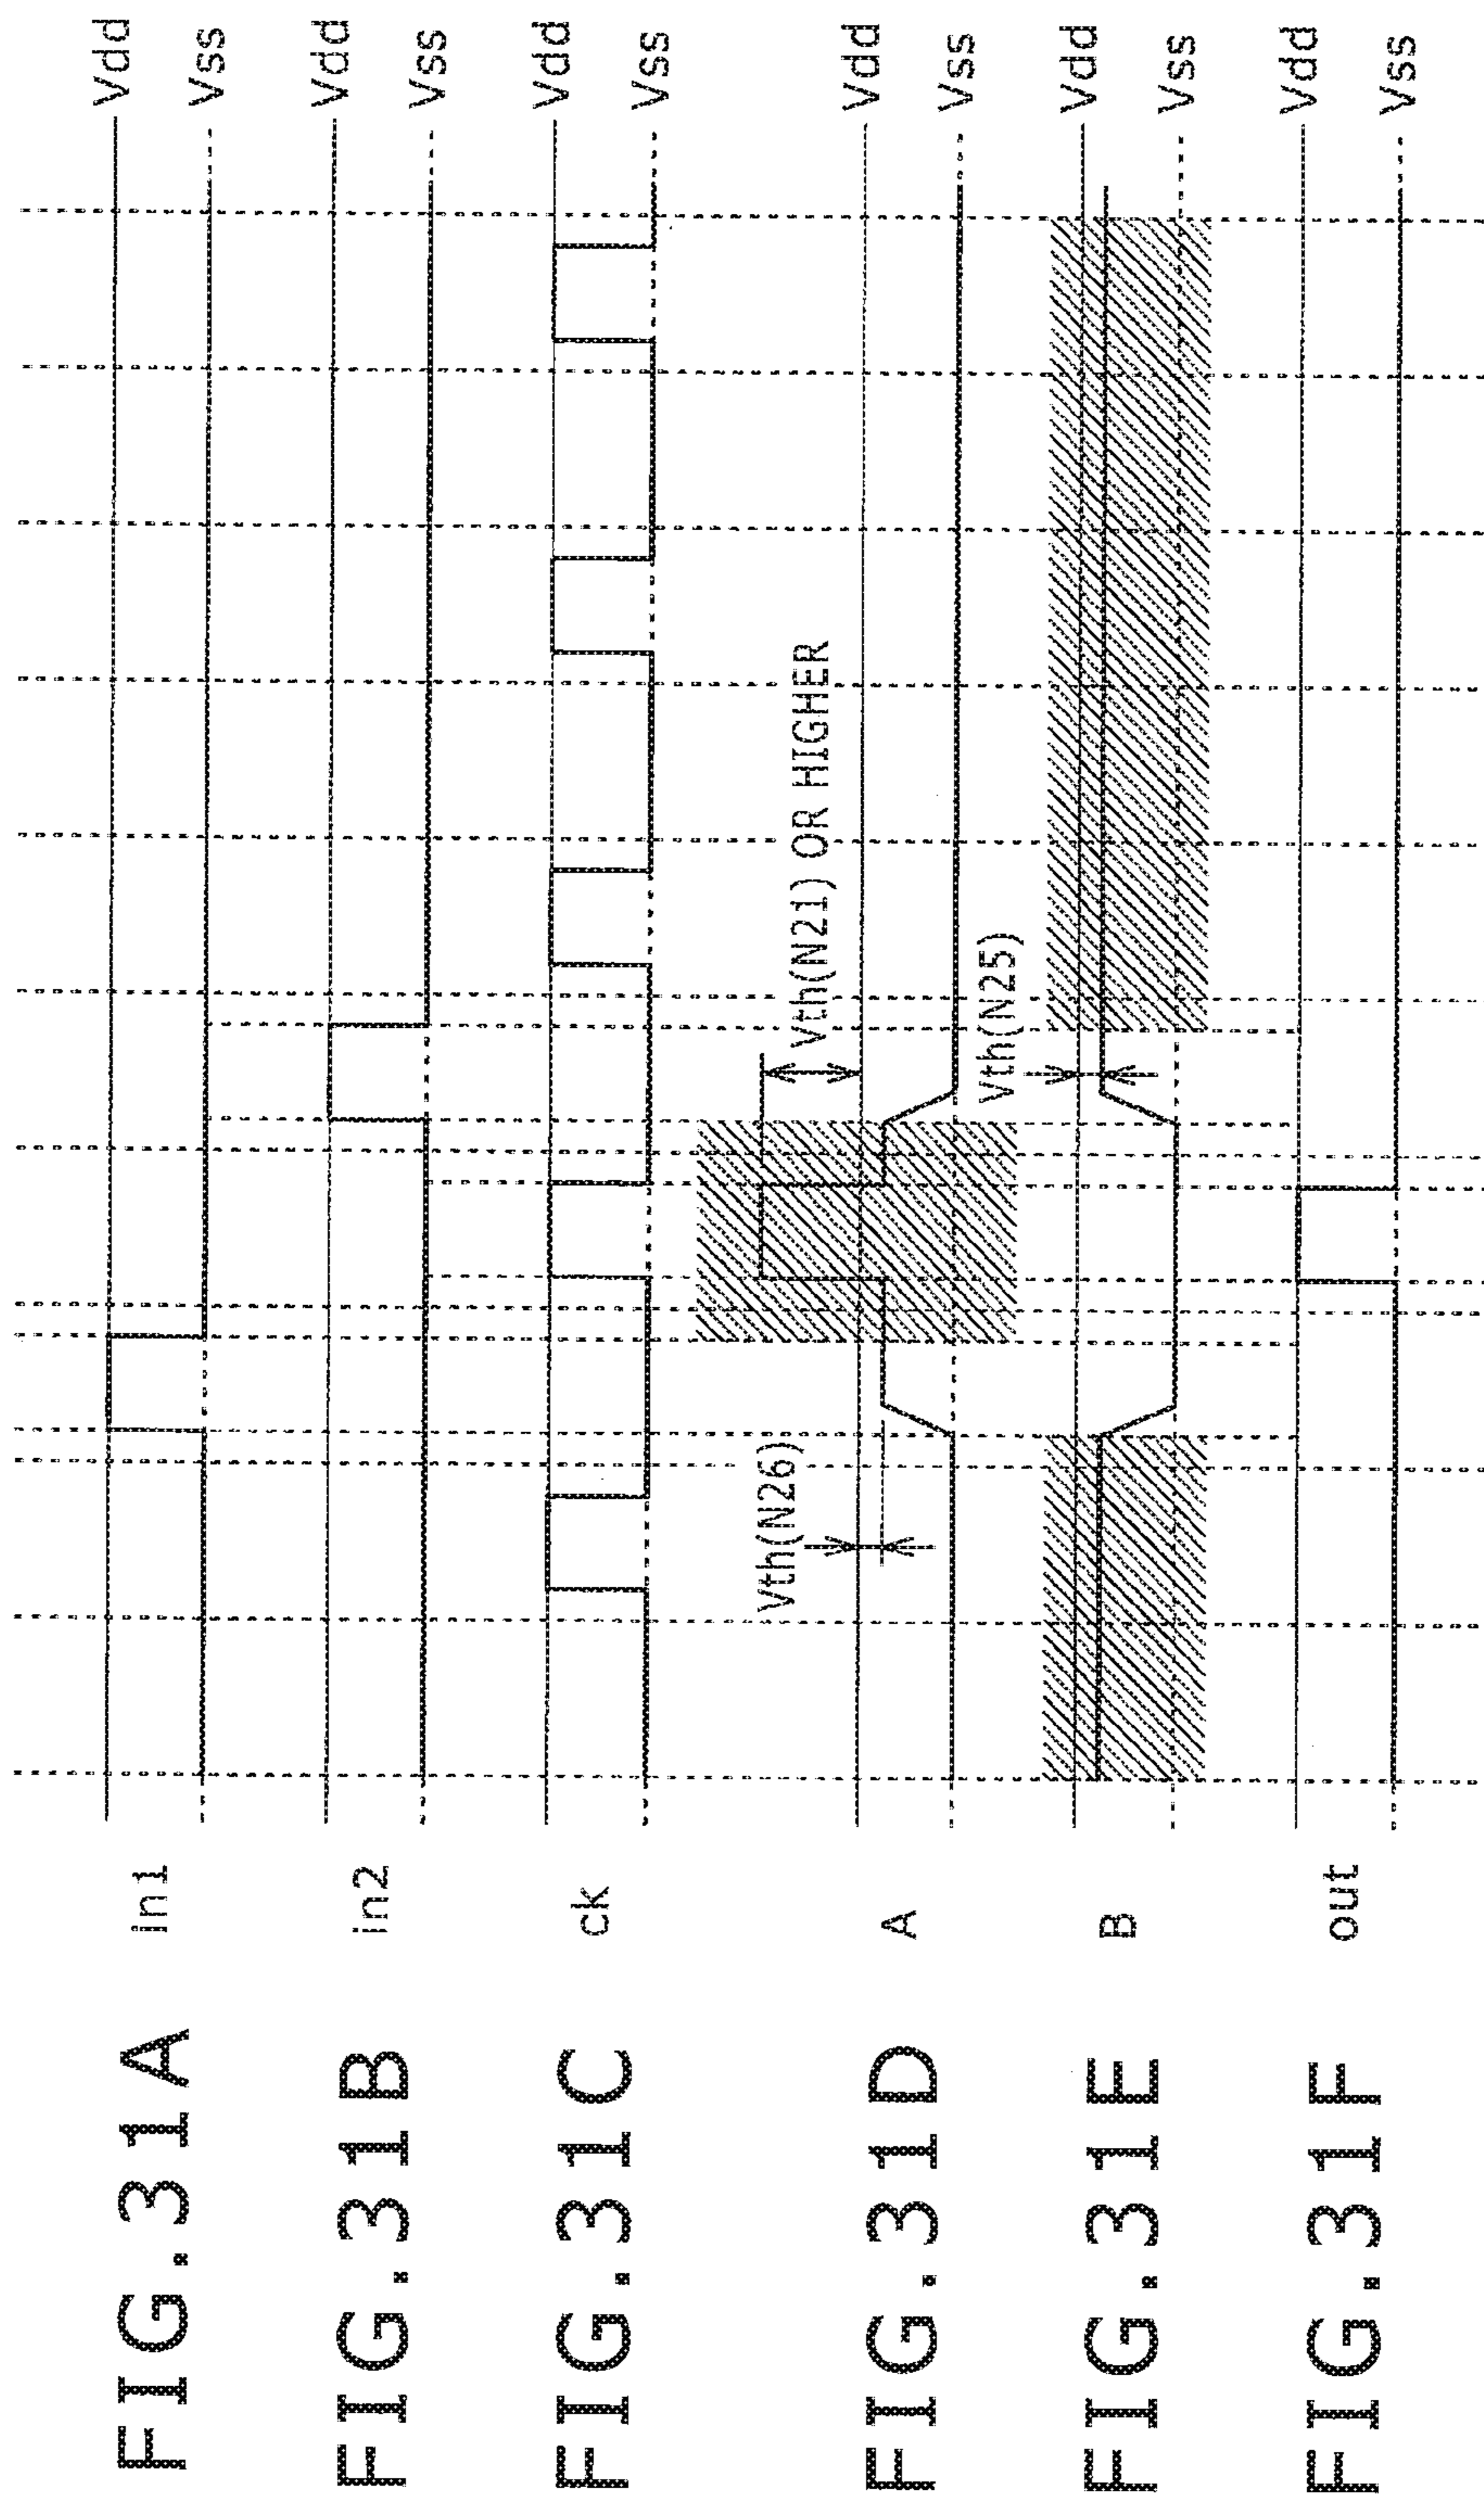 FIG.31A in1 Vdd
Vss
FIG.31B in2 Vdd
Vss
FIG.31C ck Vdd
Vss
Vth(N26) Vth(N21) OR HIGHER
FIG.31D A Vdd
Vss
Vth(N25)
FIG.31E B Vdd
Vss
FIG.31F out Vdd
Vss